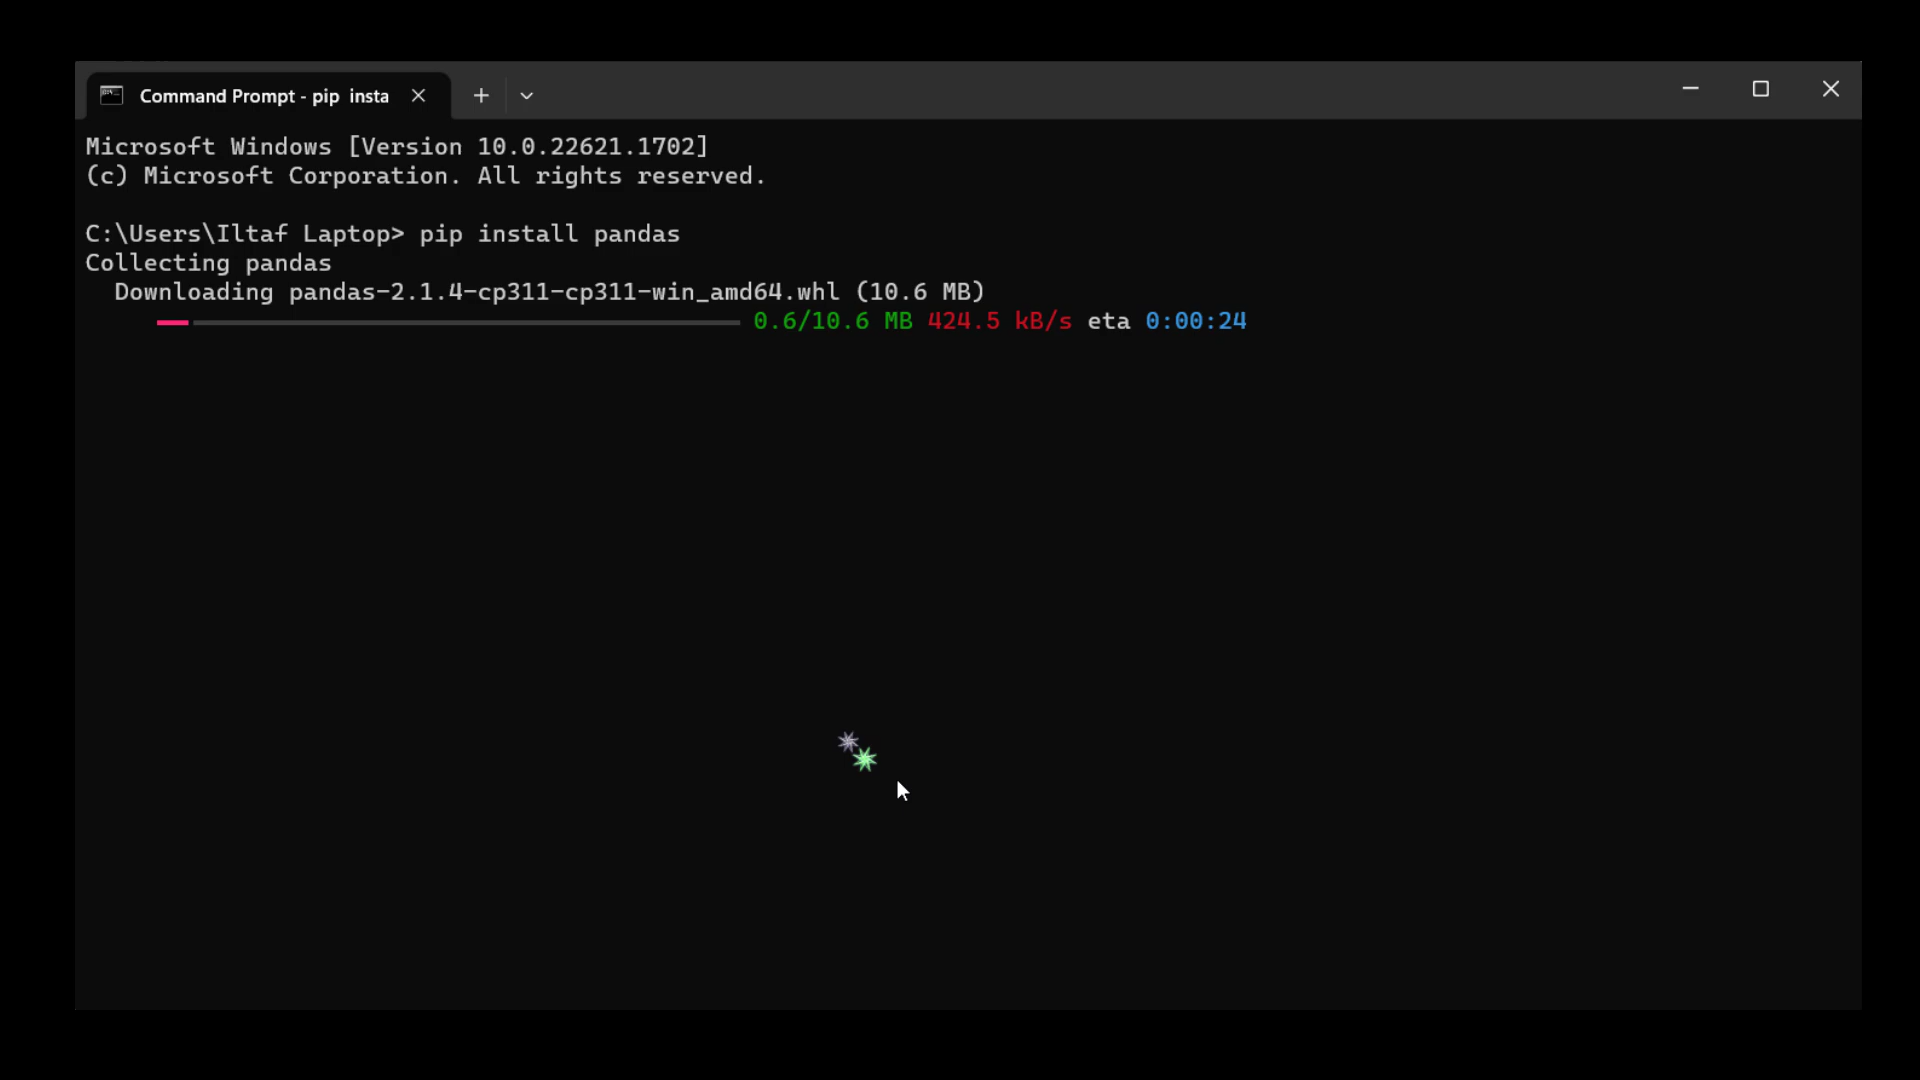 Command Prompt - pip insta
Microsoft Windows [Version 10.0.22621.1702]
(c) Microsoft Corporation. All rights reserved.
C:\Users\Iltaf Laptop> pip install pandas
Collecting pandas
Downloading pandas-2.1.4-cp311-cp311-win_amd64.whl (10.6 MB)
0.6/10.6 MB 424.5 kB/s eta 0:00:24